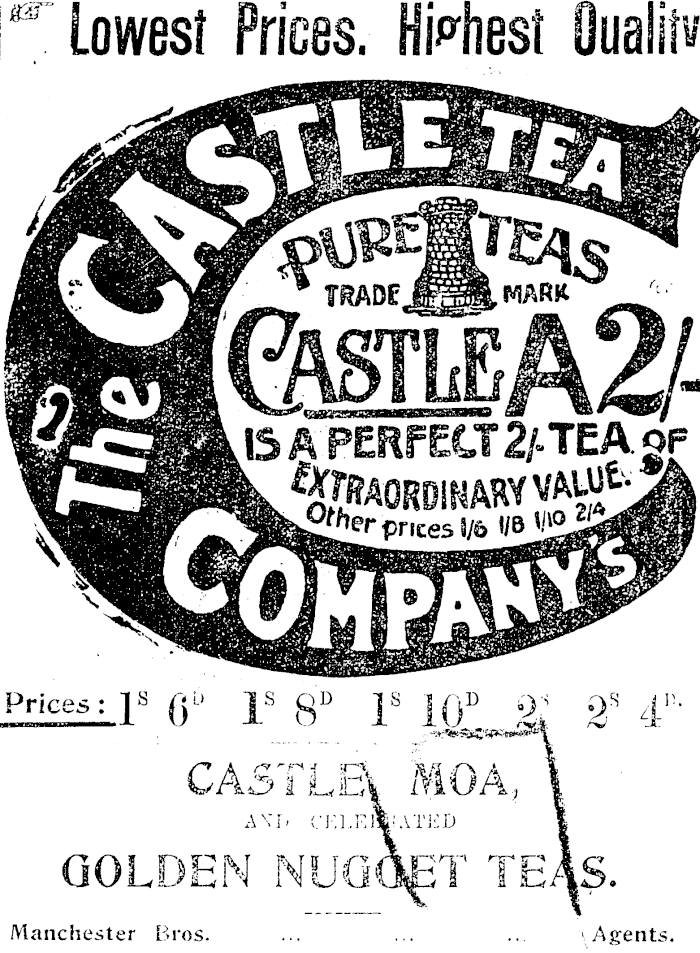 Lowest Prices. Highest Quality
The CASTLE TEA
COMPANY'S
PURE TEAS
TRADE MARK
CASTLE A 2/-
IS A PERFECT 2/- TEA OF
EXTRAORDINARY VALUE.
Other prices 1/6 1/8 1/10 2/4
Prices: 1S 6D 1S 8D 1S 10D 2S 2S 4D.
CASTLE, MOA,
AND CELEBRATED
GOLDEN NUGGET TEAS.
Manchester Bros. ... ... ... Agents.